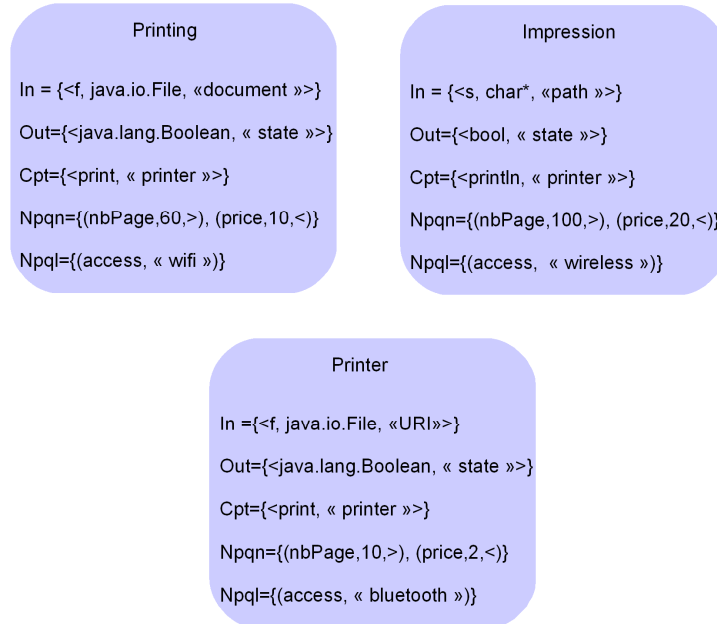 Printing
In = {<f, java.io.File, «document »>}
Out={<java.lang.Boolean, « state »>}
Cpt={<print, « printer »>}
Npqn={(nbPage,60,>), (price,10,<)}
Npql={(access, « wifi »)}
Impression
In = {<s, char*, «path »>}
Out={<bool, « state »>}
Cpt={<println, « printer »>}
Npqn={(nbPage,100,>), (price,20,<)}
Npql={(access, « wireless »)}
Printer
In ={<f, java.io.File, «URI»>}
Out={<java.lang.Boolean, « state »>}
Cpt={<print, « printer »>}
Npqn={(nbPage,10,>), (price,2,<)}
Npql={(access, « bluetooth »)}